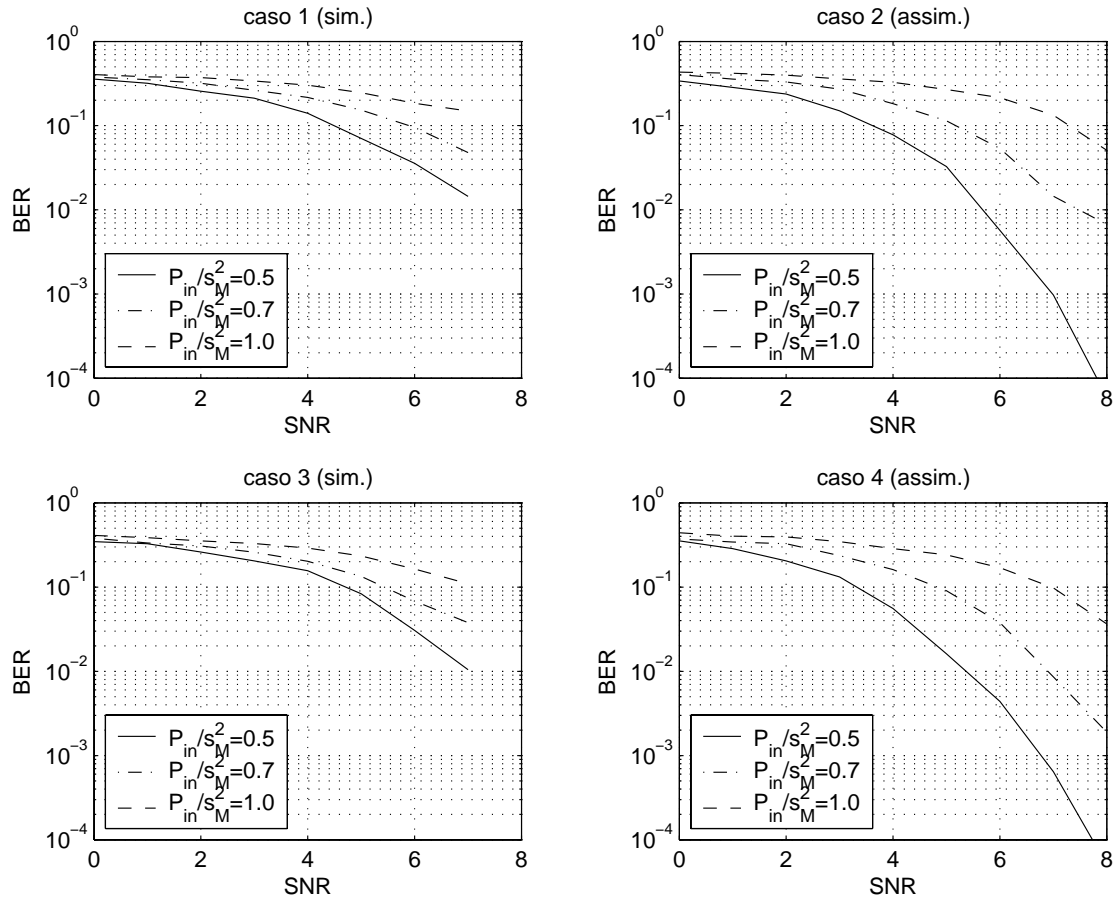 caso 1 (sim.)
10^0
10^-1
10^-2
10^-3
10^-4
BER
P_in/s_M^2=0.5
P_in/s_M^2=0.7
P_in/s_M^2=1.0
0 2 4 6 8
SNR
caso 2 (assim.)
10^0
10^-1
10^-2
10^-3
10^-4
BER
P_in/s_M^2=0.5
P_in/s_M^2=0.7
P_in/s_M^2=1.0
0 2 4 6 8
SNR
caso 3 (sim.)
10^0
10^-1
10^-2
10^-3
10^-4
BER
P_in/s_M^2=0.5
P_in/s_M^2=0.7
P_in/s_M^2=1.0
0 2 4 6 8
SNR
caso 4 (assim.)
10^0
10^-1
10^-2
10^-3
10^-4
BER
P_in/s_M^2=0.5
P_in/s_M^2=0.7
P_in/s_M^2=1.0
0 2 4 6 8
SNR